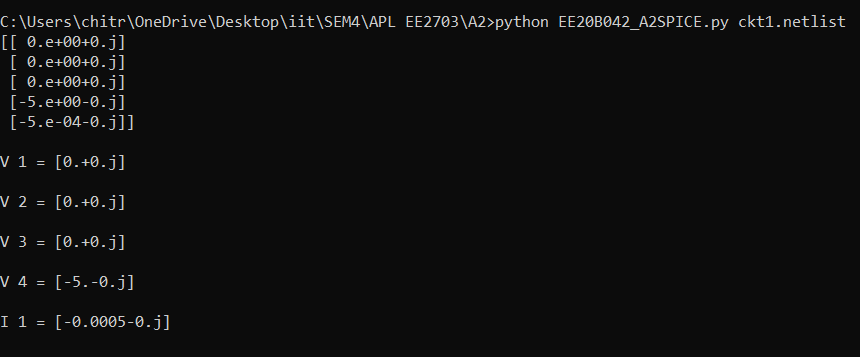 C:\Users\chitr\OneDrive\Desktop\iit\SEM4\APL EE2703\A2>python EE20B042_A2SPICE.py ckt1.netlist
[[ 0.e+00+0.j]
 [ 0.e+00+0.j]
 [ 0.e+00+0.j]
 [-5.e+00-0.j]
 [-5.e-04-0.j]]
V 1 = [0.+0.j]
V 2 = [0.+0.j]
V 3 = [0.+0.j]
V 4 = [-5.-0.j]
I 1 = [-0.0005-0.j]